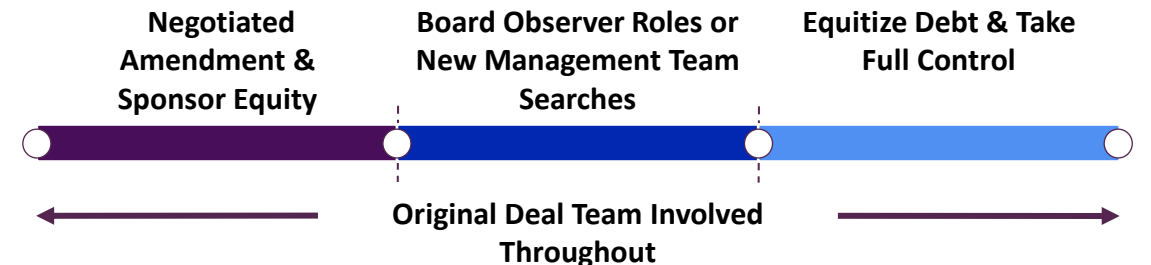 Negotiated
Amendment &
Sponsor Equity
Board Observer Roles or
New Management Team
Searches
Equitize Debt & Take
Full Control
Original Deal Team Involved
Throughout